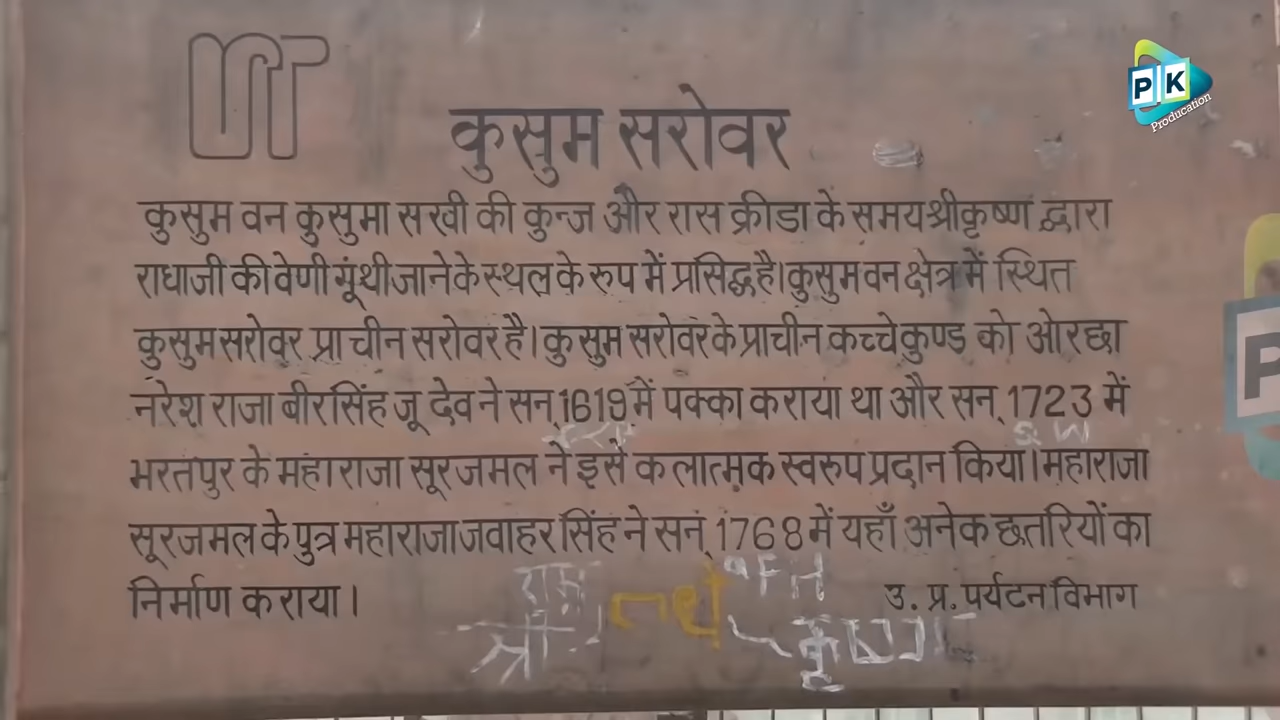 PK
Producation
कुसुम सरोवर
कुसुम वन कुसुमा सखी की कुन्ज और रास क्रीडा के समय श्रीकृष्ण द्वारा
राधाजी की वेणी गूंथी जाने के स्थल के रुप में प्रसिद्ध है। कुसुम वन क्षेत्र में स्थित
कुसुम सरोवर प्राचीन सरोवर है। कुसुम सरोवर के प्राचीन कच्चे कुण्ड को ओरछा
नरेश राजा बीरसिंह जू देव ने सन् 1619 में पक्का कराया था और सन् 1723 में
भरतपुर के महाराजा सूरजमल ने इसे कलात्मक स्वरुप प्रदान किया। महाराजा
सूरजमल के पुत्र महाराजा जवाहर सिंह ने सन् 1768 में यहाँ अनेक छतरियों का
निर्माण कराया।
उ. प्र. पर्यटन विभाग
राम
श्री
कृष्णा
P